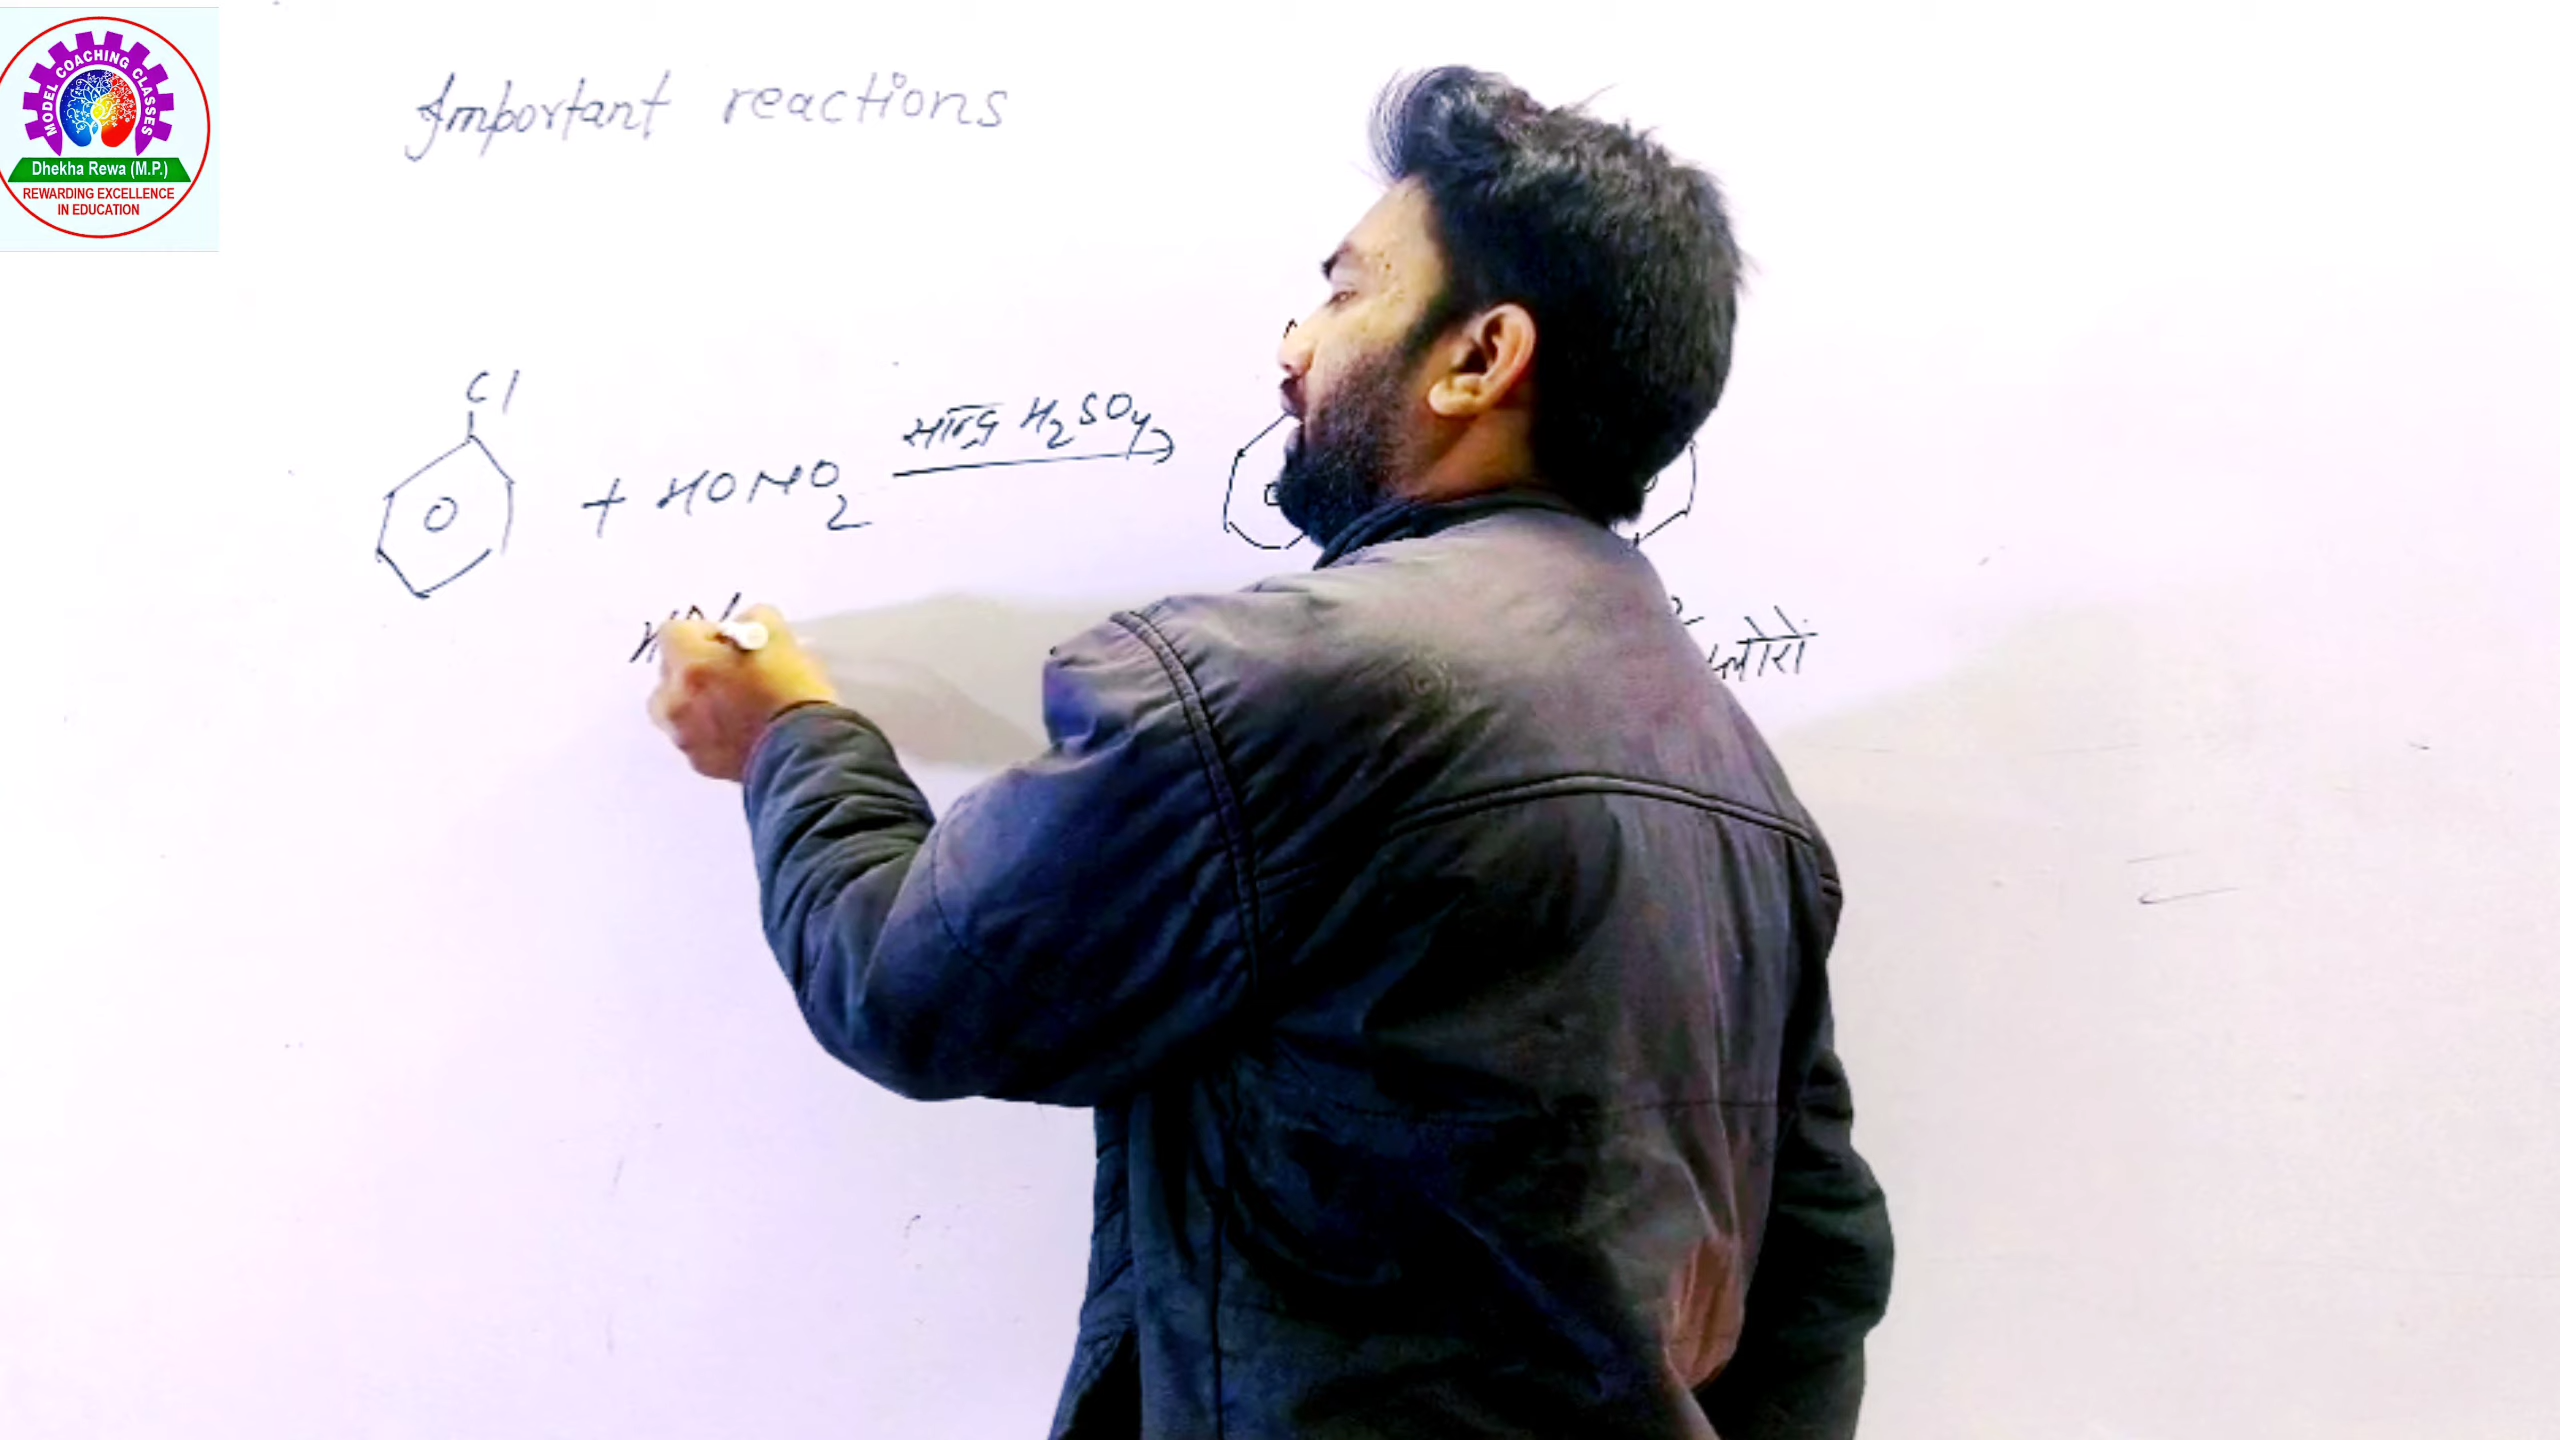 MODEL COACHING CLASSES
Dhekha Rewa (M.P.)
REWARDING EXCELLENCE
IN EDUCATION
Important reactions
Cl
+ HONO2 सान्द्र H2SO4